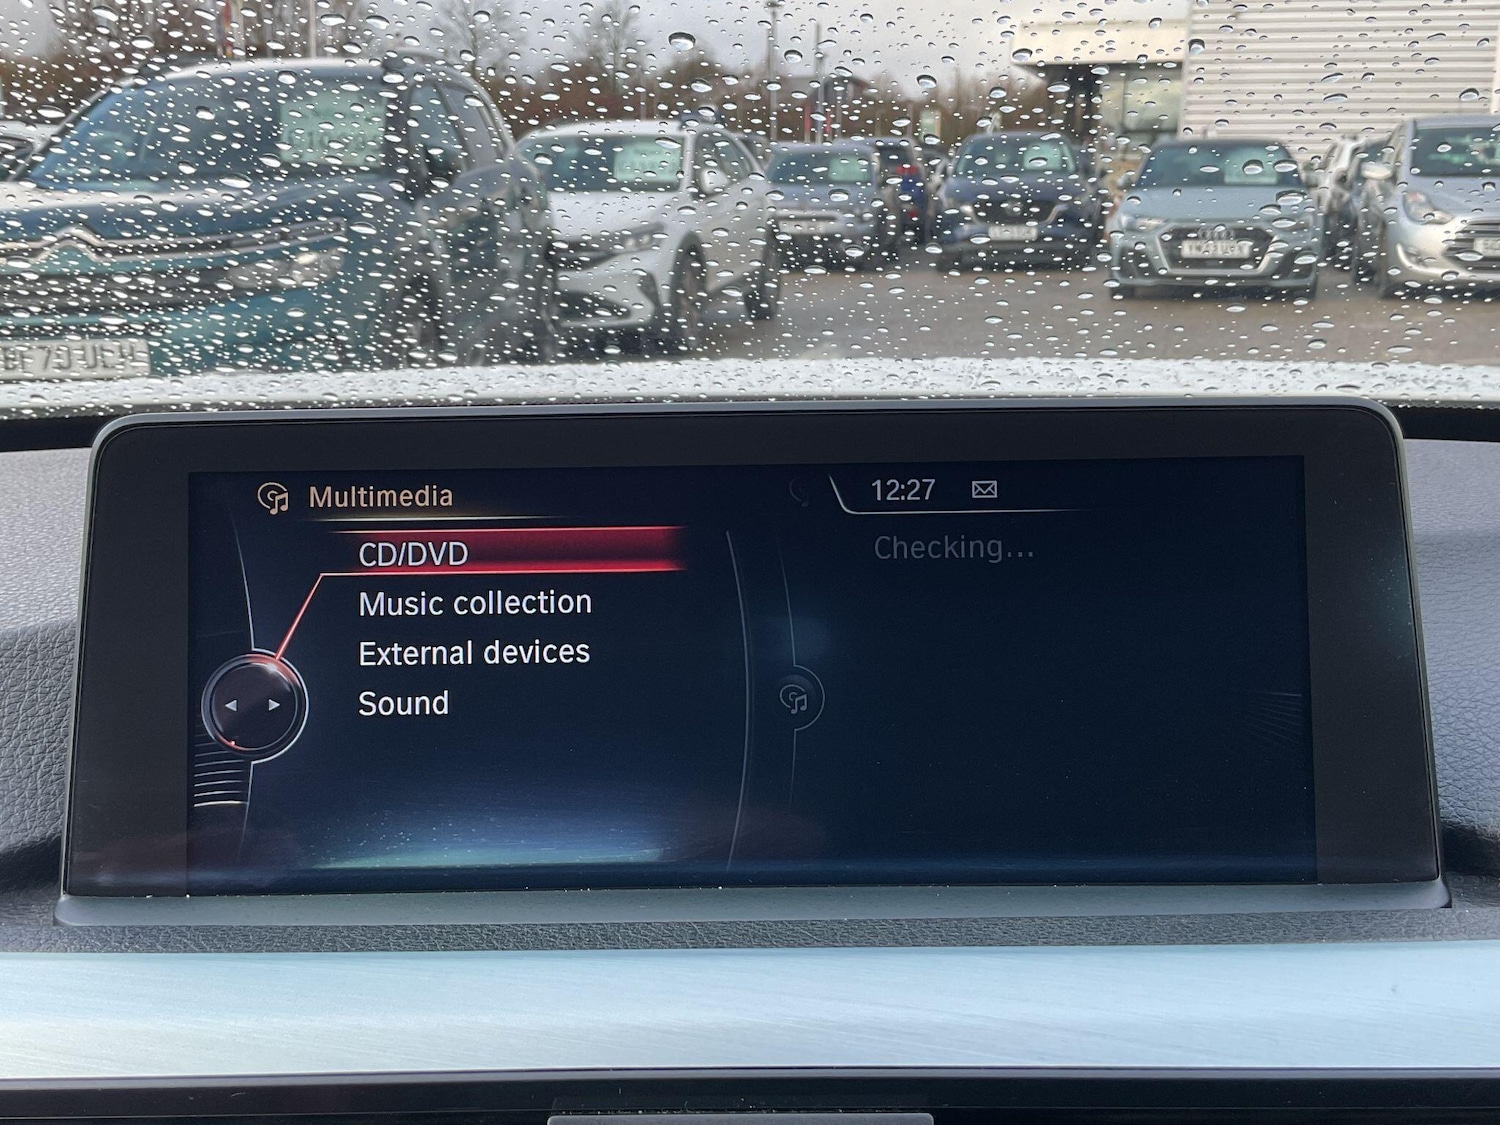 Multimedia
12:27
CD/DVD
Checking...
Music collection
External devices
Sound